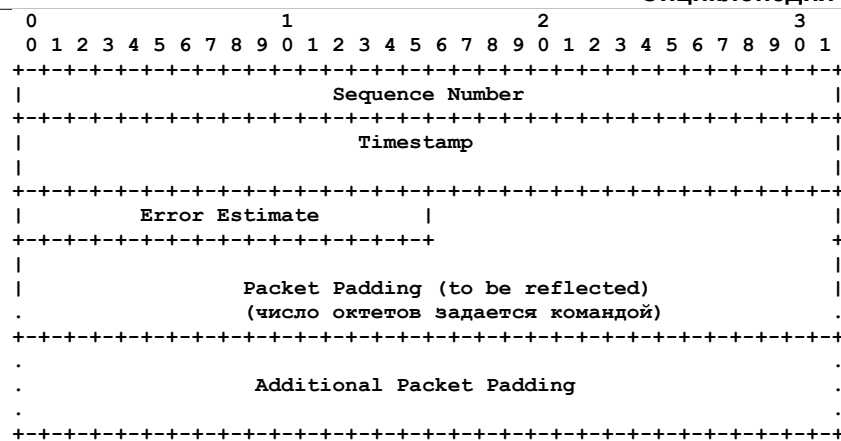 0                   1                   2                   3
0 1 2 3 4 5 6 7 8 9 0 1 2 3 4 5 6 7 8 9 0 1 2 3 4 5 6 7 8 9 0 1
+-+-+-+-+-+-+-+-+-+-+-+-+-+-+-+-+-+-+-+-+-+-+-+-+-+-+-+-+-+-+-+-+
|                        Sequence Number                        |
+-+-+-+-+-+-+-+-+-+-+-+-+-+-+-+-+-+-+-+-+-+-+-+-+-+-+-+-+-+-+-+-+
|                          Timestamp                            |
|                                                               |
+-+-+-+-+-+-+-+-+-+-+-+-+-+-+-+-+-+-+-+-+-+-+-+-+-+-+-+-+-+-+-+-+
|         Error Estimate        |                               |
+-+-+-+-+-+-+-+-+-+-+-+-+-+-+-+-+                               +
|                                                               |
|                 Packet Padding (to be reflected)              |
.                 (число октетов задается командой)             .
+-+-+-+-+-+-+-+-+-+-+-+-+-+-+-+-+-+-+-+-+-+-+-+-+-+-+-+-+-+-+-+-+
.                                                               .
.                  Additional Packet Padding                    .
.                                                               .
+-+-+-+-+-+-+-+-+-+-+-+-+-+-+-+-+-+-+-+-+-+-+-+-+-+-+-+-+-+-+-+-+